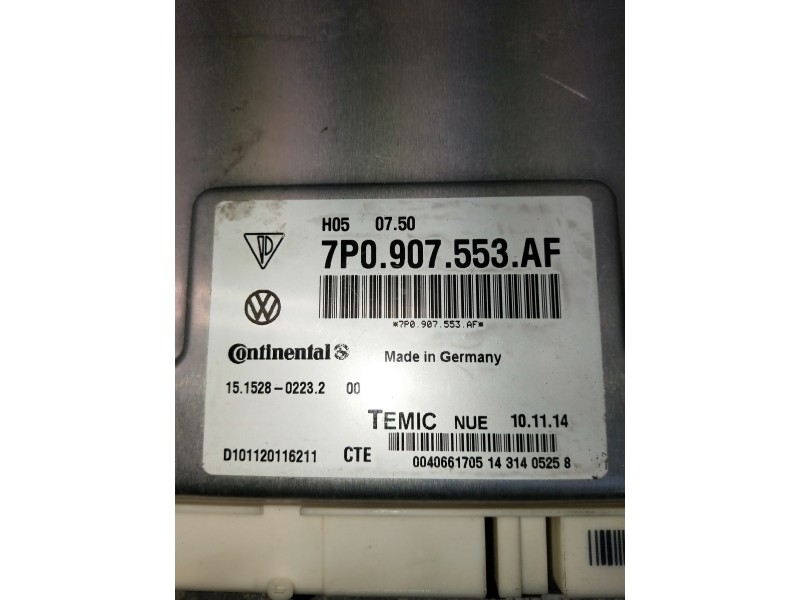 H05 07.50
7P0.907.553.AF
*7P0.907.553.AF*
Continental
Made in Germany
15.1528-0223.2 00
TEMIC NUE 10.11.14
D101120116211 CTE
0040661705 14 314 0525 8